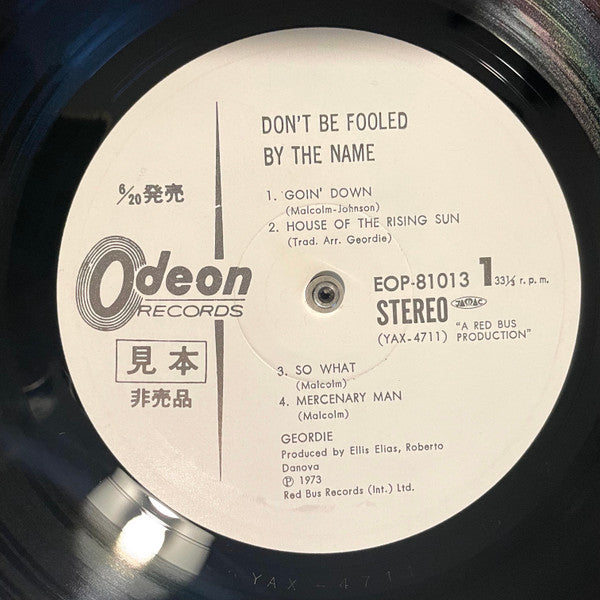 DON'T BE FOOLED
BY THE NAME
6/20発売
1. GOIN' DOWN
(Malcolm-Johnson)
2. HOUSE OF THE RISING SUN
(Trad. Arr. Geordie)
Odeon
RECORDS
EOP-81013 1 33⅓ r.p.m.
STEREO
(YAX-4711)
"A RED BUS
PRODUCTION"
見本
非売品
3. SO WHAT
(Malcolm)
4. MERCENARY MAN
(Malcolm)
GEORDIE
Produced by Ellis Elias, Roberto
Danova
Ⓟ 1973
Red Bus Records (Int.) Ltd.
YAX-4711